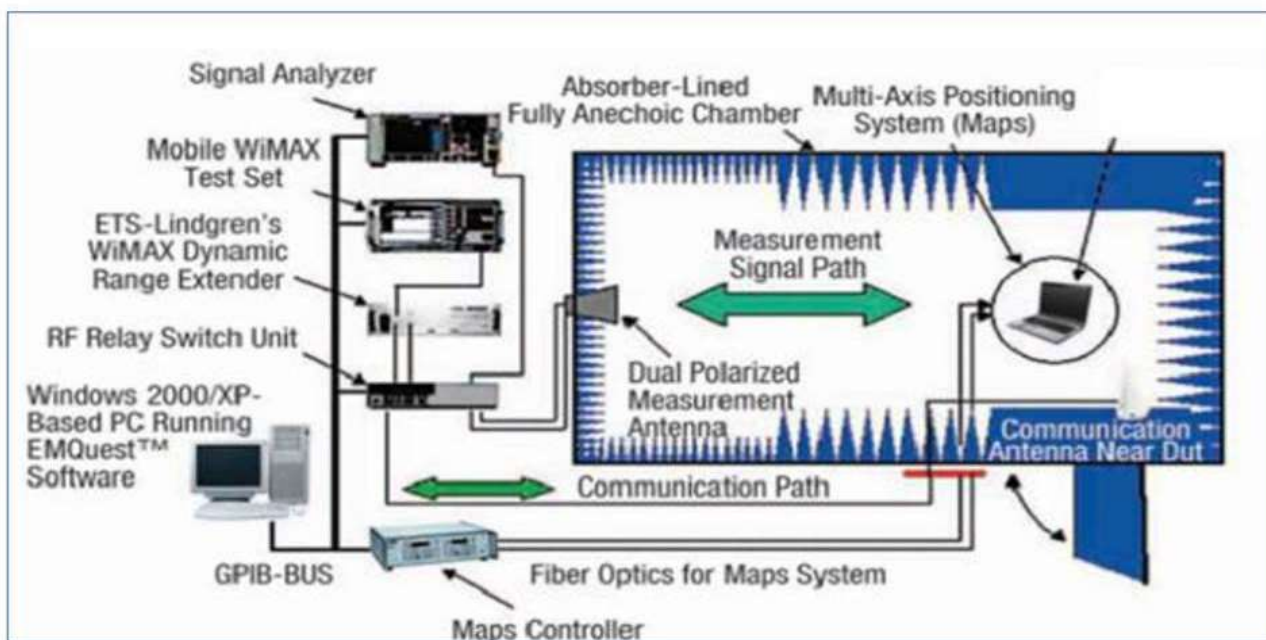 Signal Analyzer
Mobile WiMAX
Test Set
ETS-Lindgren's
WiMAX Dynamic
Range Extender
RF Relay Switch Unit
Windows 2000/XP-
Based PC Running
EMQuest™
Software
GPIB-BUS
Absorber-Lined
Fully Anechoic Chamber
Multi-Axis Positioning
System (Maps)
Measurement
Signal Path
Dual Polarized
Measurement
Antenna
Communication
Antenna Near Dut
Communication Path
Fiber Optics for Maps System
Maps Controller